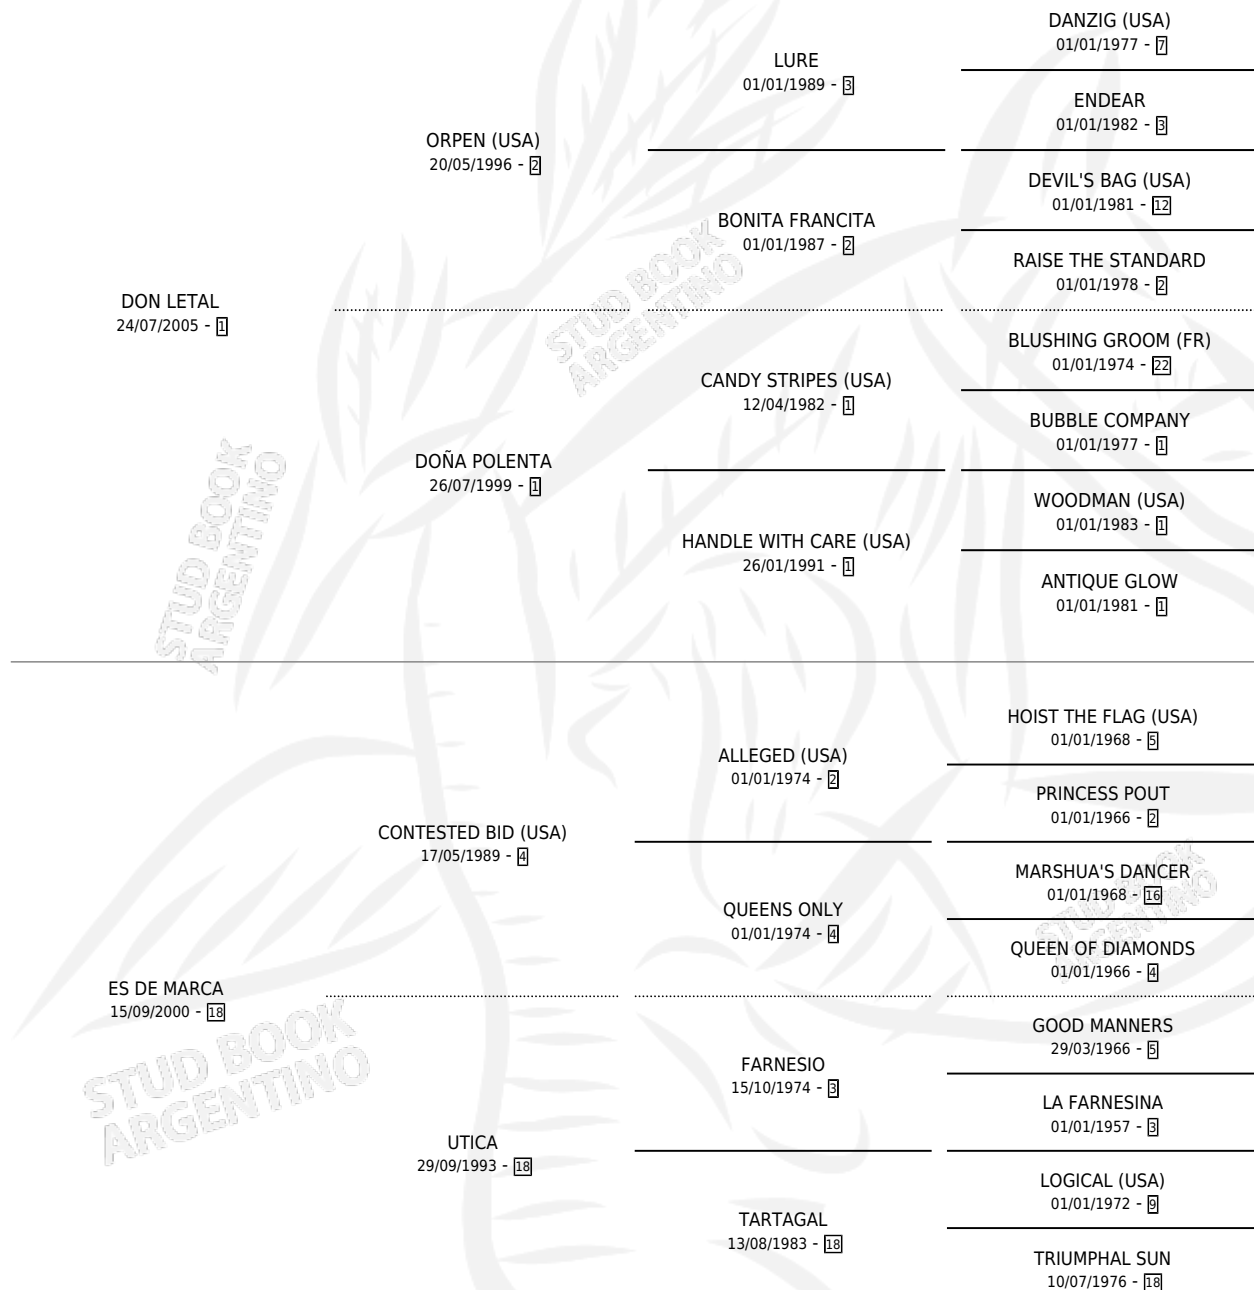 DANZIG (USA)
01/01/1977 - 7
LURE
01/01/1989 - 3
ENDEAR
01/01/1982 - 3
ORPEN (USA)
20/05/1996 - 2
DEVIL'S BAG (USA)
01/01/1981 - 12
BONITA FRANCITA
01/01/1987 - 2
RAISE THE STANDARD
01/01/1978 - 2
DON LETAL
24/07/2005 - 1
BLUSHING GROOM (FR)
01/01/1974 - 22
CANDY STRIPES (USA)
12/04/1982 - 1
BUBBLE COMPANY
01/01/1977 - 1
DOÑA POLENTA
26/07/1999 - 1
WOODMAN (USA)
01/01/1983 - 1
HANDLE WITH CARE (USA)
26/01/1991 - 1
ANTIQUE GLOW
01/01/1981 - 1
HOIST THE FLAG (USA)
01/01/1968 - 5
ALLEGED (USA)
01/01/1974 - 2
PRINCESS POUT
01/01/1966 - 2
CONTESTED BID (USA)
17/05/1989 - 4
MARSHUA'S DANCER
01/01/1968 - 16
QUEENS ONLY
01/01/1974 - 4
QUEEN OF DIAMONDS
01/01/1966 - 4
ES DE MARCA
15/09/2000 - 18
GOOD MANNERS
29/03/1966 - 5
FARNESIO
15/10/1974 - 3
LA FARNESINA
01/01/1957 - 3
UTICA
29/09/1993 - 18
LOGICAL (USA)
01/01/1972 - 9
TARTAGAL
13/08/1983 - 18
TRIUMPHAL SUN
10/07/1976 - 18
STUD BOOK
ARGENTINO
STUD BOOK
ARGENTINO
STUD BOOK
ARGENTINO
STUD BOOK
ARGENTINO